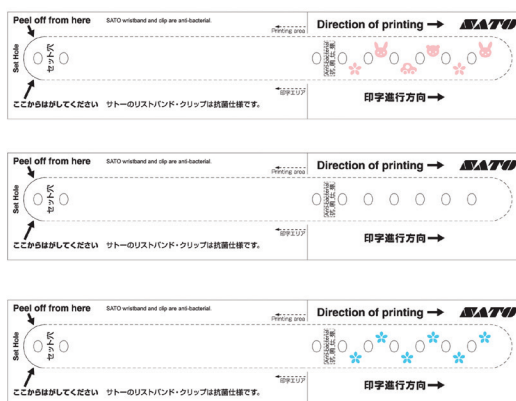 Peel off from here
SATO wristband and clip are anti-bacterial.
Printing area
Direction of printing
SATO
Set Hole
セット穴
Anti-bacterial
抗菌仕様
ここからはがしてください
サトーのリストバンド・クリップは抗菌仕様です。
印字エリア
印字進行方向
Peel off from here
SATO wristband and clip are anti-bacterial.
Printing area
Direction of printing
SATO
Set Hole
セット穴
Anti-bacterial
抗菌仕様
ここからはがしてください
サトーのリストバンド・クリップは抗菌仕様です。
印字エリア
印字進行方向
Peel off from here
SATO wristband and clip are anti-bacterial.
Printing area
Direction of printing
SATO
Set Hole
セット穴
Anti-bacterial
抗菌仕様
ここからはがしてください
サトーのリストバンド・クリップは抗菌仕様です。
印字エリア
印字進行方向